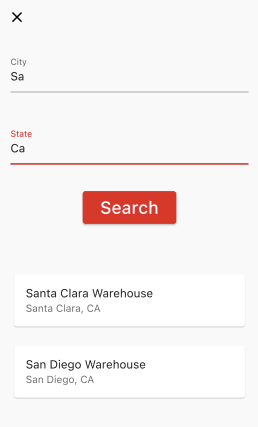 City
Sa
State
Ca
Search
Santa Clara Warehouse
Santa Clara, CA
San Diego Warehouse
San Diego, CA